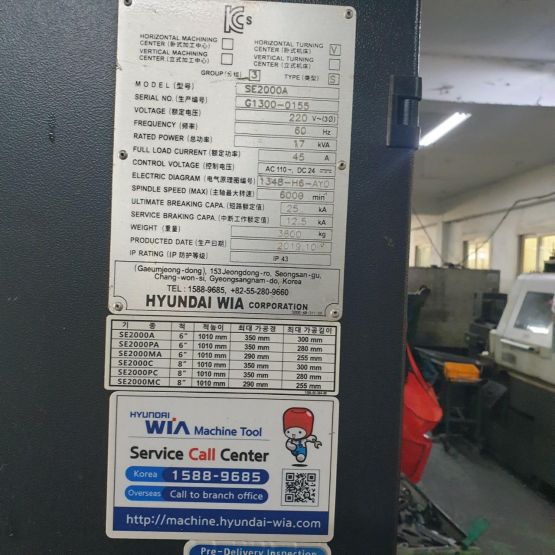 KCs
HORIZONTAL MACHINING CENTER (卧式加工中心)
HORIZONTAL TURNING CENTER (卧式机床) V
VERTICAL MACHINING CENTER (立式加工中心)
VERTICAL TURNING CENTER (立式机床)
GROUP 3 TYPE (类型) S
MODEL (型号) SE2000A
SERIAL NO. (生产编号) G1300-0155
VOLTAGE (额定电压) 220 V~(3Ø)
FREQUENCY (频率) 60 Hz
RATED POWER (总功率) 17 kVA
FULL LOAD CURRENT (额定功率) 45 A
CONTROL VOLTAGE (控制电压) AC 110~, DC 24
ELECTRIC DIAGRAM (电气原理图编号) 1348-H6-AY0
SPINDLE SPEED (MAX) (主轴最大转速) 6000 min
ULTIMATE BREAKING CAPA. (短路额定值) 25 kA
SERVICE BRAKING CAPA. (中断工作额定值) 12.5 kA
WEIGHT (重量) 3800 kg
PRODUCTED DATE (生产日期) 2019.10
IP RATING (IP 防护等级) IP 43
(Gaeumjeong-dong), 153 Jeongdong-ro, Seongsan-gu,
Chang-won-si, Gyeongsangnam-do, Korea
TEL : 1588-9685, +82-55-280-9660
HYUNDAI WIA CORPORATION
기 종 척 척높이 최대 가공경 최대 가공길이
SE2000A 6" 1010 mm 350 mm 300 mm
SE2000PA 6" 1010 mm 350 mm 280 mm
SE2000MA 6" 1010 mm 290 mm 255 mm
SE2000C 8" 1010 mm 350 mm 300 mm
SE2000PC 8" 1010 mm 350 mm 280 mm
SE2000MC 8" 1010 mm 290 mm 255 mm
HYUNDAI
WIA Machine Tool
Service Call Center
Korea 1588-9685
Overseas Call to branch office
http://machine.hyundai-wia.com
Pre-Delivery Inspection